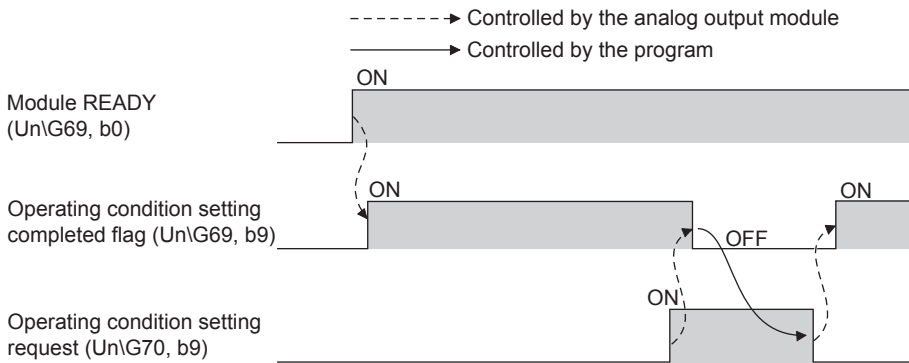 Controlled by the analog output module
Controlled by the program
ON
Module READY
(Un\G69, b0)
ON
ON
Operating condition setting
completed flag (Un\G69, b9)
OFF
ON
Operating condition setting
request (Un\G70, b9)